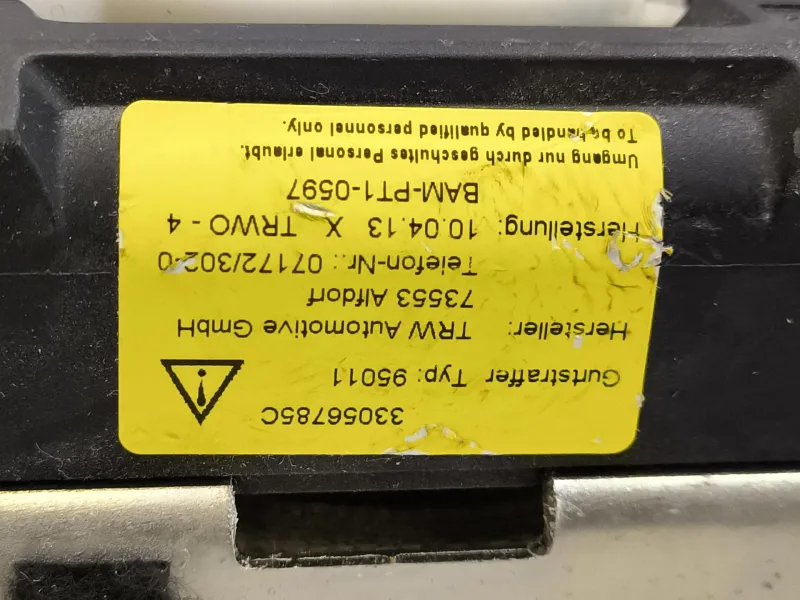 33056785C
Gurtstraffer Typ: 95011
Hersteller: TRW Automotive GmbH
73553 Alfdorf
Telefon-Nr.: 07172/302-0
Herstellung: 10.04.13 X TRWO - 4
BAM-PT1-0597
Umgang nur durch geschultes Personal erlaubt.
To be handled by qualified personnel only.